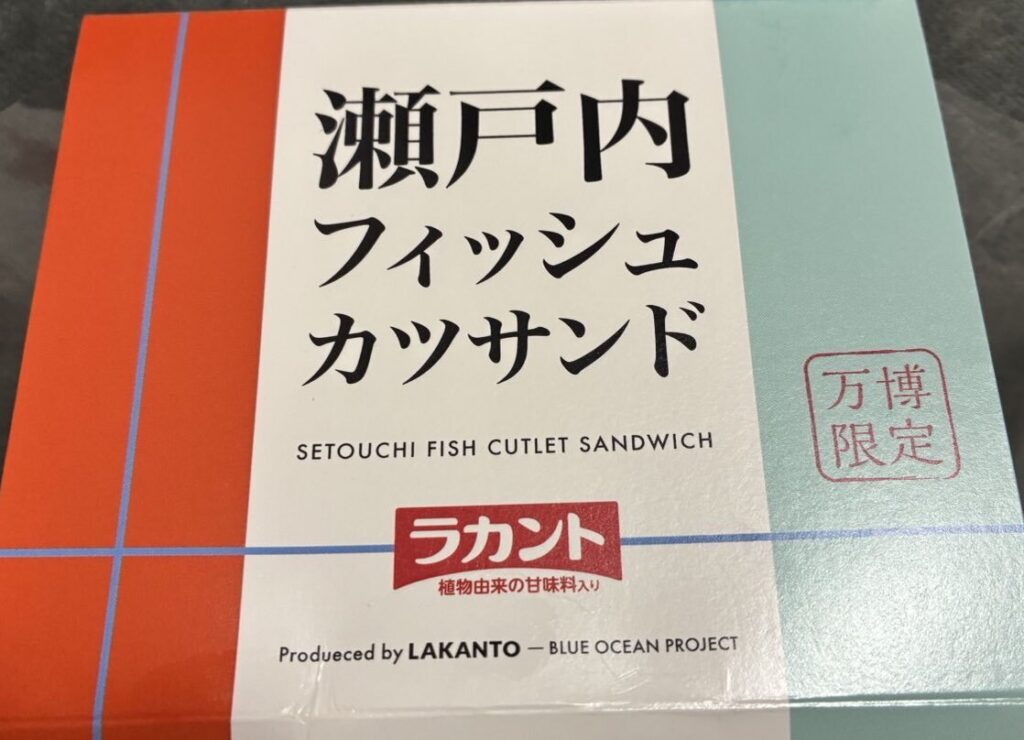 瀬戸内
フィッシュ
カツサンド
SETOUCHI FISH CUTLET SANDWICH
万博
限定
ラカント
植物由来の甘味料入り
Produeced by LAKANTO — BLUE OCEAN PROJECT